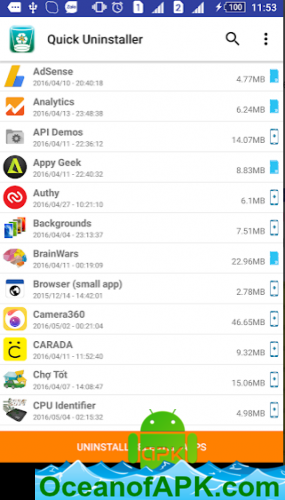 11:53
Quick Uninstaller
AdSense
2016/04/10 - 20:40:18
4.77MB
Analytics
2016/04/13 - 23:48:38
6.24MB
API Demos
2016/04/11 - 22:36:12
14.07MB
Appy Geek
2016/04/11 - 22:40:32
8.83MB
Authy
2016/04/27 - 10:21:10
6.1MB
Backgrounds
2016/04/04 - 23:13:37
7.51MB
BrainWars
2016/04/11 - 00:19:09
22.96MB
Browser (small app)
2015/12/14 - 14:42:01
2.78MB
Camera360
2016/05/02 - 00:21:04
46.65MB
CARADA
2016/04/11 - 11:52:40
9.32MB
Chợ Tốt
2016/04/07 - 14:08:47
15.06MB
CPU Identifier
2016/05/04 - 02:15:32
4.98MB
UNINSTALL
APK
OceanofAPK.com